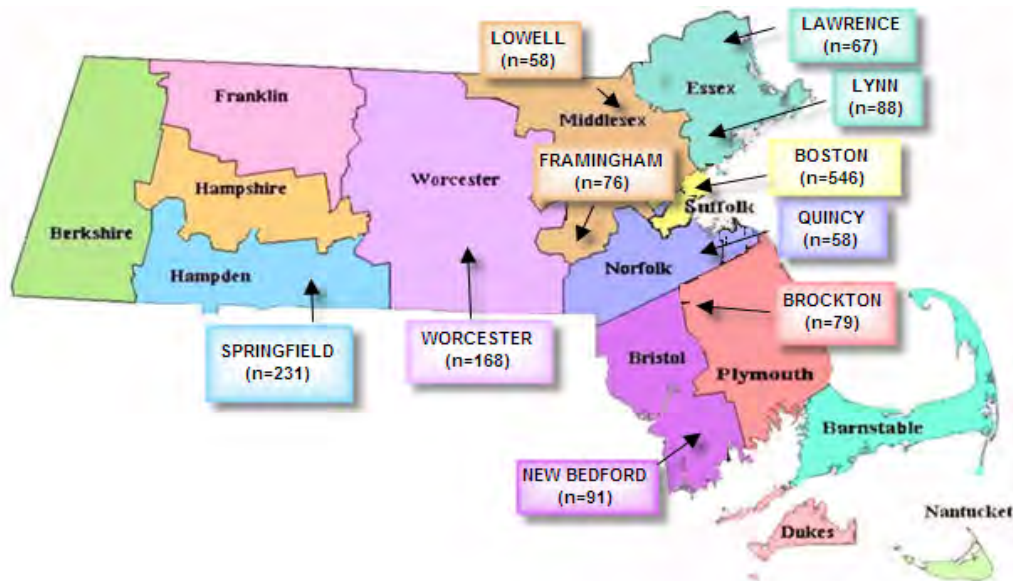 LOWELL
(n=58)
LAWRENCE
(n=67)
LYNN
(n=88)
Essex
Franklin
Middlesex
FRAMINGHAM
(n=76)
BOSTON
(n=546)
Hampshire
Worcester
Suffolk
QUINCY
(n=58)
Berkshire
Hampden
Norfolk
BROCKTON
(n=79)
SPRINGFIELD
(n=231)
WORCESTER
(n=168)
Bristol
Plymouth
Barnstable
NEW BEDFORD
(n=91)
Nantucket
Dukes